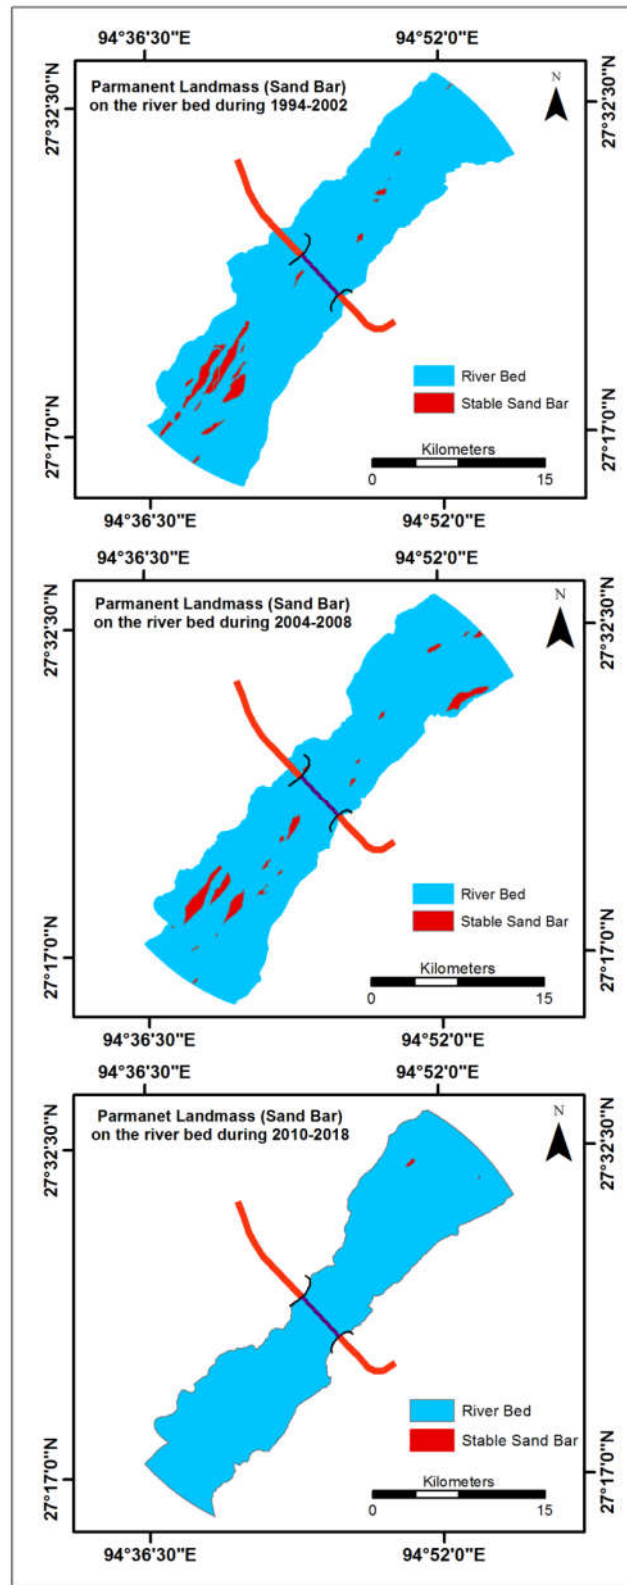 94°36'30"E 94°52'0"E
Parmanent Landmass (Sand Bar)
on the river bed during 1994-2002
N
27°32'30"N 27°32'30"N
River Bed
Stable Sand Bar
27°17'0"N 27°17'0"N
Kilometers
0 15
94°36'30"E 94°52'0"E
94°36'30"E 94°52'0"E
Parmanent Landmass (Sand Bar)
on the river bed during 2004-2008
N
27°32'30"N 27°32'30"N
River Bed
Stable Sand Bar
27°17'0"N 27°17'0"N
Kilometers
0 15
94°36'30"E 94°52'0"E
94°36'30"E 94°52'0"E
Parmanet Landmass (Sand Bar)
on the river bed during 2010-2018
N
27°32'30"N 27°32'30"N
River Bed
Stable Sand Bar
27°17'0"N 27°17'0"N
Kilometers
0 15
94°36'30"E 94°52'0"E